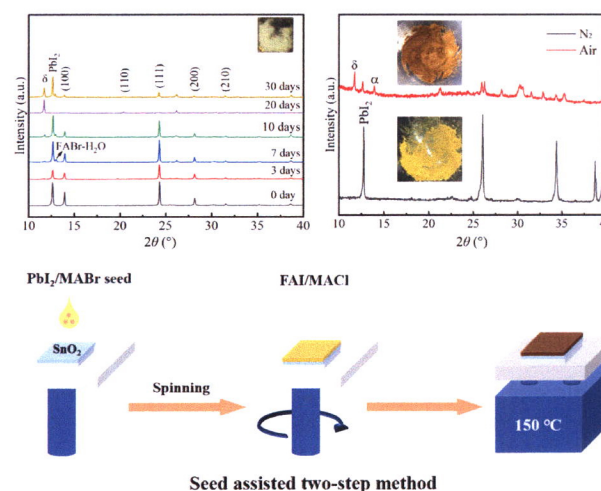 δ
PbI₂
(100)
(110)
(111)
(200)
(210)
30 days
20 days
10 days
FABr-H₂O
7 days
3 days
0 day
Intensity (a.u.)
10 15 20 25 30 35 40
2θ (°)
N₂
Air
δ
α
PbI₂
Intensity (a.u.)
10 15 20 25 30 35
2θ (°)
PbI₂/MABr seed
FAI/MACl
SnO₂
Spinning
150 °C
Seed assisted two-step method